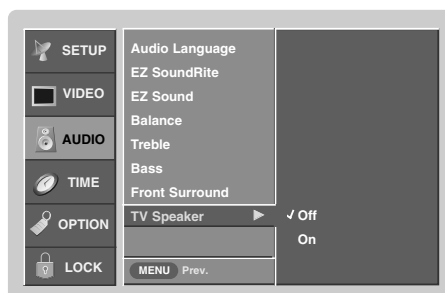 SETUP
VIDEO
AUDIO
TIME
OPTION
LOCK
Audio Language
EZ SoundRite
EZ Sound
Balance
Treble
Bass
Front Surround
TV Speaker ►
MENU Prev.
✓ Off
On